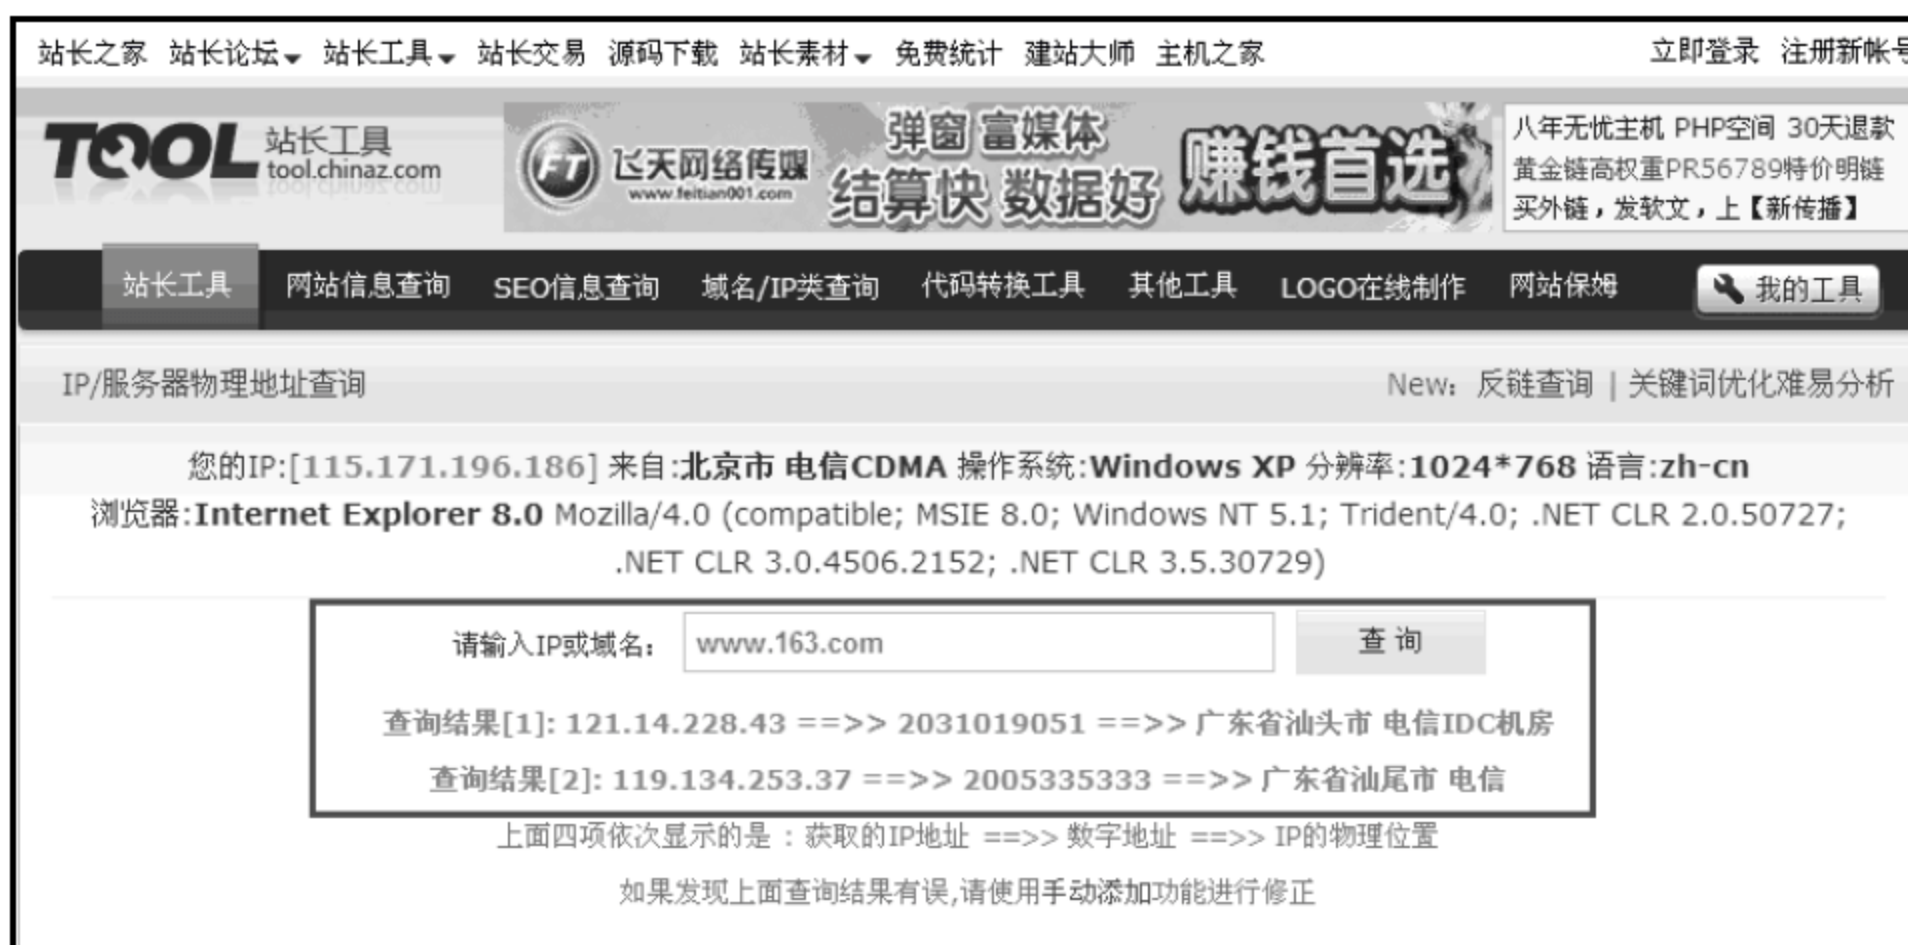 站长之家 站长论坛 站长工具 站长交易 源码下载 站长素材 免费统计 建站大师 主机之家 立即登录 注册新帐号
TOOL 站长工具
tool.chinaz.com
FT 飞天网络传媒
www.feitian001.com
弹窗 富媒体
结算快 数据好
赚钱首选
八年无忧主机 PHP空间 30天退款
黄金链高权重PR56789特价明链
买外链，发软文，上【新传播】
站长工具 网站信息查询 SEO信息查询 域名/IP类查询 代码转换工具 其他工具 LOGO在线制作 网站保姆 我的工具
IP/服务器物理地址查询 New：反链查询 | 关键词优化难易分析
您的IP:[115.171.196.186] 来自:北京市 电信CDMA 操作系统:Windows XP 分辨率:1024*768 语言:zh-cn
浏览器:Internet Explorer 8.0 Mozilla/4.0 (compatible; MSIE 8.0; Windows NT 5.1; Trident/4.0; .NET CLR 2.0.50727;
.NET CLR 3.0.4506.2152; .NET CLR 3.5.30729)
请输入IP或域名： www.163.com 查 询
查询结果[1]: 121.14.228.43 ==>> 2031019051 ==>> 广东省汕头市 电信IDC机房
查询结果[2]: 119.134.253.37 ==>> 2005335333 ==>> 广东省汕尾市 电信
上面四项依次显示的是：获取的IP地址 ==>> 数字地址 ==>> IP的物理位置
如果发现上面查询结果有误,请使用手动添加功能进行修正